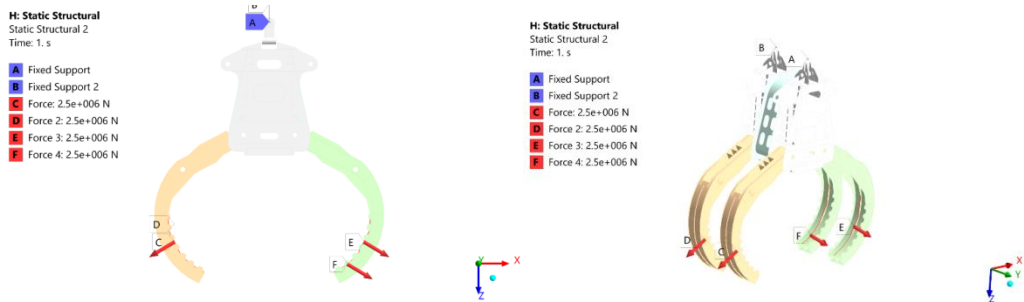 H: Static Structural
Static Structural 2
Time: 1. s
A Fixed Support
B Fixed Support 2
C Force: 2.5e+006 N
D Force 2: 2.5e+006 N
E Force 3: 2.5e+006 N
F Force 4: 2.5e+006 N
B
A
D
C
E
F
Y
X
Z
H: Static Structural
Static Structural 2
Time: 1. s
A Fixed Support
B Fixed Support 2
C Force: 2.5e+006 N
D Force 2: 2.5e+006 N
E Force 3: 2.5e+006 N
F Force 4: 2.5e+006 N
B
A
D
C
F
E
X
Y
Z